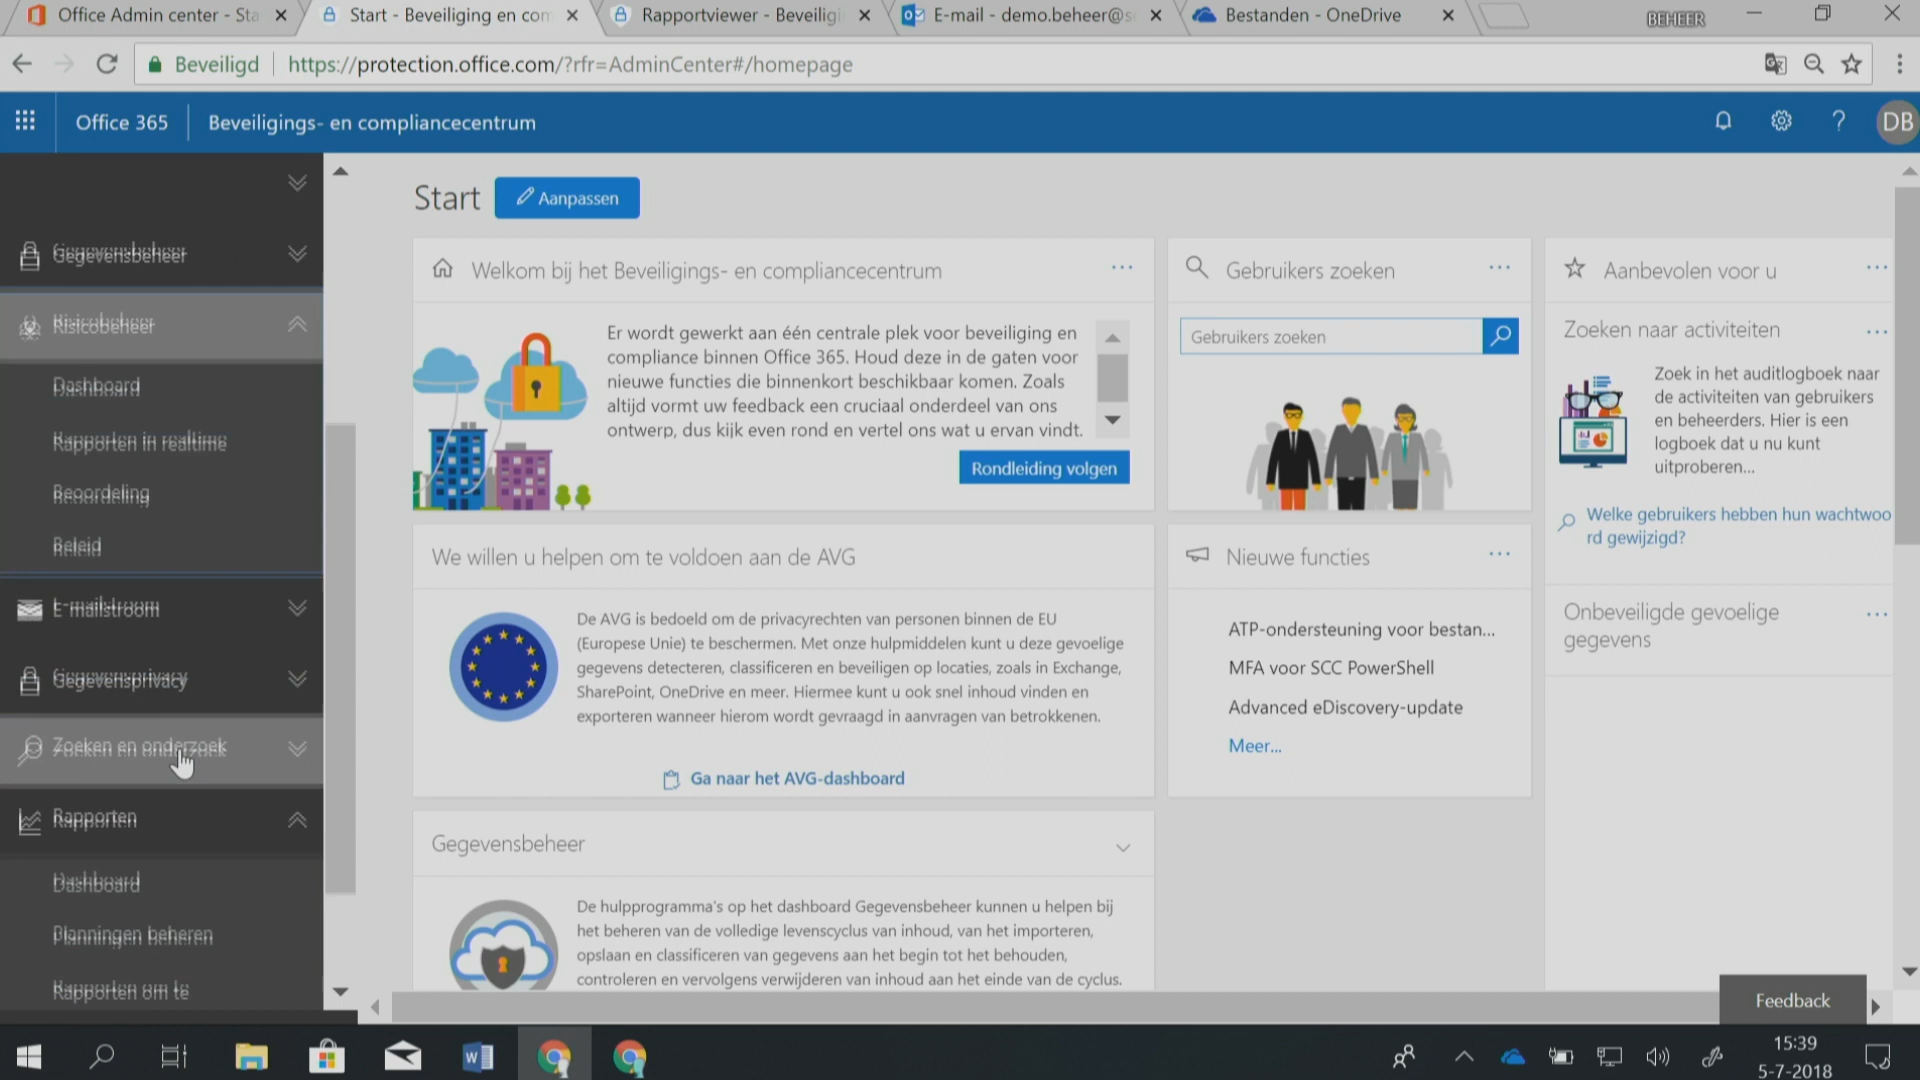 Office Admin center - Sta
Start - Beveiliging en com
Rapportviewer - Beveiligi
E-mail - demo.beheer@s
Bestanden - OneDrive
BEHEER
Beveiligd
https://protection.office.com/?rfr=AdminCenter#/homepage
Office 365
Beveiligings- en compliancecentrum
DB
Gegevensbeheer
Risicobeheer
Dashboard
Rapporten in realtime
Beoordeling
Beleid
E-mailstroom
Gegevensprivacy
Zoeken en onderzoek
Rapporten
Dashboard
Planningen beheren
Rapporten om te
Start
Aanpassen
Welkom bij het Beveiligings- en compliancecentrum
Er wordt gewerkt aan één centrale plek voor beveiliging en
compliance binnen Office 365. Houd deze in de gaten voor
nieuwe functies die binnenkort beschikbaar komen. Zoals
altijd vormt uw feedback een cruciaal onderdeel van ons
ontwerp, dus kijk even rond en vertel ons wat u ervan vindt.
Rondleiding volgen
Gebruikers zoeken
Gebruikers zoeken
Aanbevolen voor u
Zoeken naar activiteiten
Zoek in het auditlogboek naar
de activiteiten van gebruikers
en beheerders. Hier is een
logboek dat u nu kunt
uitproberen...
Welke gebruikers hebben hun wachtwoo
rd gewijzigd?
Onbeveiligde gevoelige
gegevens
We willen u helpen om te voldoen aan de AVG
De AVG is bedoeld om de privacyrechten van personen binnen de EU
(Europese Unie) te beschermen. Met onze hulpmiddelen kunt u deze gevoelige
gegevens detecteren, classificeren en beveiligen op locaties, zoals in Exchange,
SharePoint, OneDrive en meer. Hiermee kunt u ook snel inhoud vinden en
exporteren wanneer hierom wordt gevraagd in aanvragen van betrokkenen.
Ga naar het AVG-dashboard
Nieuwe functies
ATP-ondersteuning voor bestan...
MFA voor SCC PowerShell
Advanced eDiscovery-update
Meer...
Gegevensbeheer
De hulpprogramma's op het dashboard Gegevensbeheer kunnen u helpen bij
het beheren van de volledige levenscyclus van inhoud, van het importeren,
opslaan en classificeren van gegevens aan het begin tot het behouden,
controleren en vervolgens verwijderen van inhoud aan het einde van de cyclus.
Feedback
15:39
5-7-2018